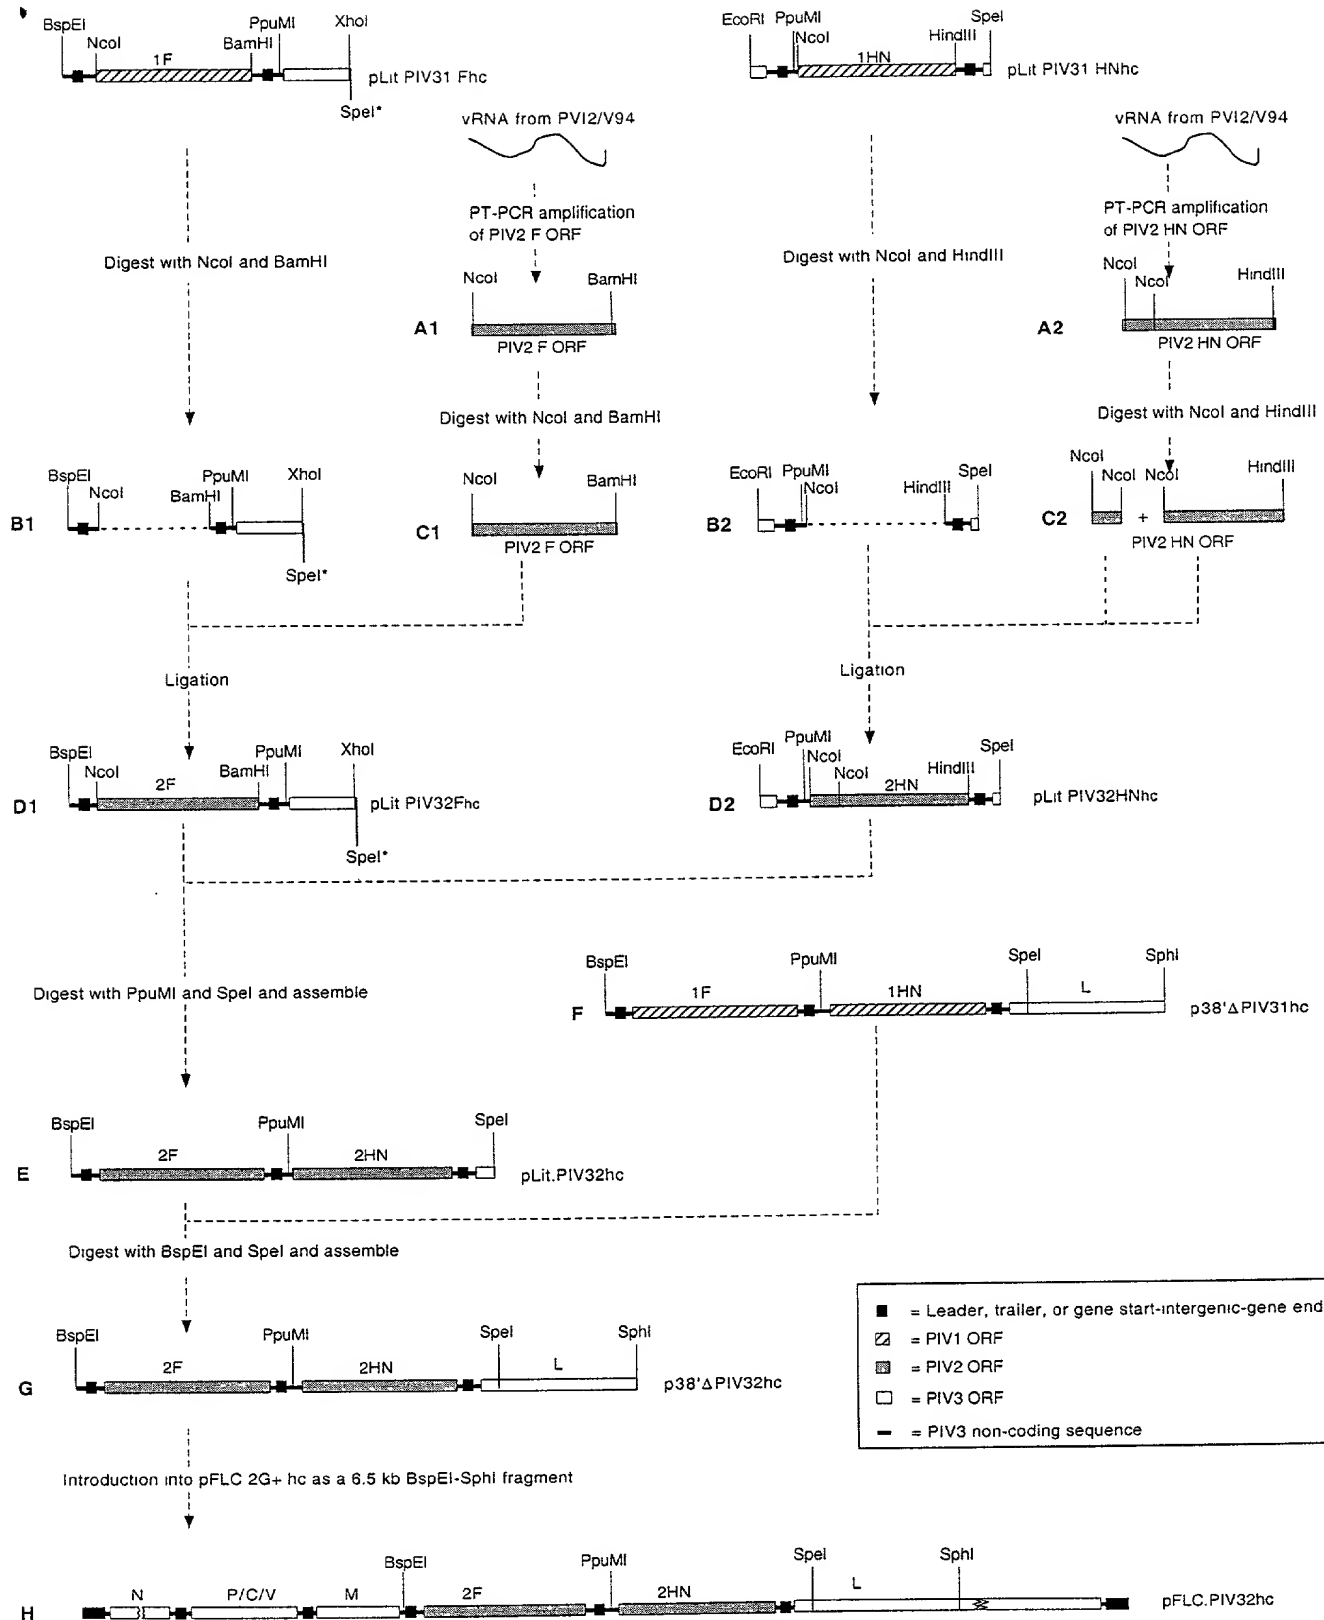 BspEI
NcoI
1F
BamHI
PpuMI
XhoI
SpeI*
pLit PIV31 Fhc
EcoRI
PpuMI
NcoI
1HN
HindIII
SpeI
pLit PIV31 HNhc
vRNA from PVI2/V94
PT-PCR amplification
of PIV2 F ORF
vRNA from PVI2/V94
PT-PCR amplification
of PIV2 HN ORF
Digest with NcoI and BamHI
Digest with NcoI and HindIII
A1
NcoI
BamHI
PIV2 F ORF
A2
NcoI
NcoI
HindIII
PIV2 HN ORF
Digest with NcoI and BamHI
Digest with NcoI and HindIII
B1
BspEI
NcoI
BamHI
PpuMI
XhoI
SpeI*
C1
NcoI
BamHI
PIV2 F ORF
B2
EcoRI
PpuMI
NcoI
HindIII
SpeI
C2
NcoI
NcoI
+
NcoI
HindIII
PIV2 HN ORF
Ligation
Ligation
D1
BspEI
NcoI
2F
BamHI
PpuMI
XhoI
SpeI*
pLit PIV32Fhc
D2
EcoRI
PpuMI
NcoI
NcoI
2HN
HindIII
SpeI
pLit PIV32HNhc
Digest with PpuMI and SpeI and assemble
F
BspEI
1F
PpuMI
1HN
SpeI
L
SphI
p38'ΔPIV31hc
E
BspEI
2F
PpuMI
2HN
SpeI
pLit.PIV32hc
Digest with BspEI and SpeI and assemble
G
BspEI
2F
PpuMI
2HN
SpeI
L
SphI
p38'ΔPIV32hc
■ = Leader, trailer, or gene start-intergenic-gene end
= PIV1 ORF
= PIV2 ORF
= PIV3 ORF
= PIV3 non-coding sequence
Introduction into pFLC 2G+ hc as a 6.5 kb BspEI-SphI fragment
H
N
P/C/V
M
BspEI
2F
PpuMI
2HN
SpeI
L
SphI
pFLC.PIV32hc